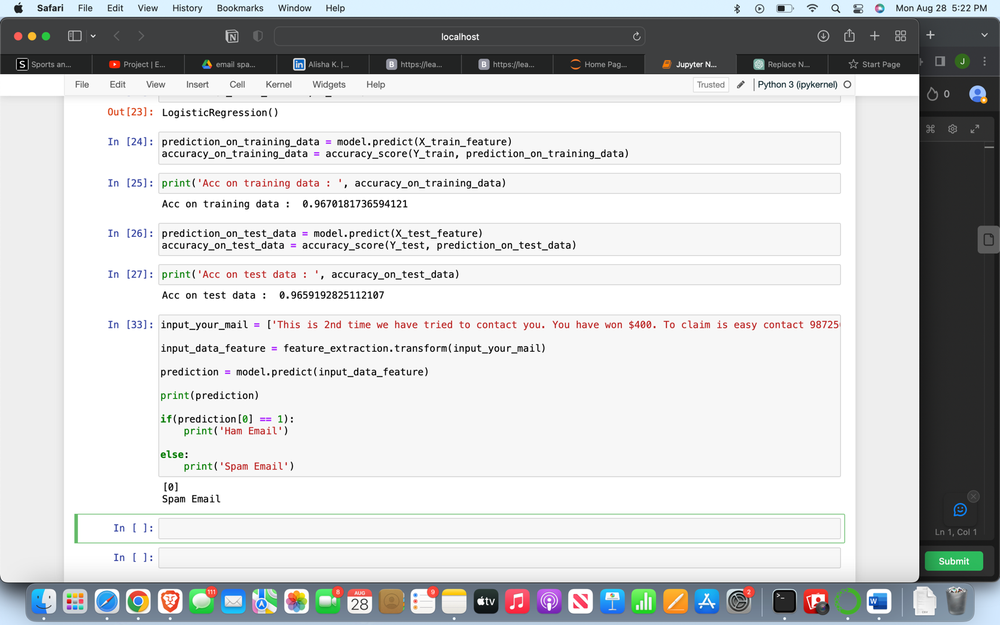 Safari File Edit View History Bookmarks Window Help Mon Aug 28 5:22 PM
localhost
S Sports an... Project | E... email spa... in Alisha K. |... B https://lea... B https://lea... Home Pag... Jupyter N... Replace N... Start Page J
File Edit View Insert Cell Kernel Widgets Help Trusted Python 3 (ipykernel) 0
Out[23]: LogisticRegression()
In [24]: prediction_on_training_data = model.predict(X_train_feature)
accuracy_on_training_data = accuracy_score(Y_train, prediction_on_training_data)
In [25]: print('Acc on training data : ', accuracy_on_training_data)
Acc on training data :  0.9670181736594121
In [26]: prediction_on_test_data = model.predict(X_test_feature)
accuracy_on_test_data = accuracy_score(Y_test, prediction_on_test_data)
In [27]: print('Acc on test data : ', accuracy_on_test_data)
Acc on test data :  0.9659192825112107
In [33]: input_your_mail = ['This is 2nd time we have tried to contact you. You have won $400. To claim is easy contact 98725
input_data_feature = feature_extraction.transform(input_your_mail)
prediction = model.predict(input_data_feature)
print(prediction)
if(prediction[0] == 1):
print('Ham Email')
else:
print('Spam Email')
[0]
Spam Email
In [ ]:
In [ ]:
Ln 1, Col 1
Submit
111 8 AUG 28 9 tv 2 >_ W CSV